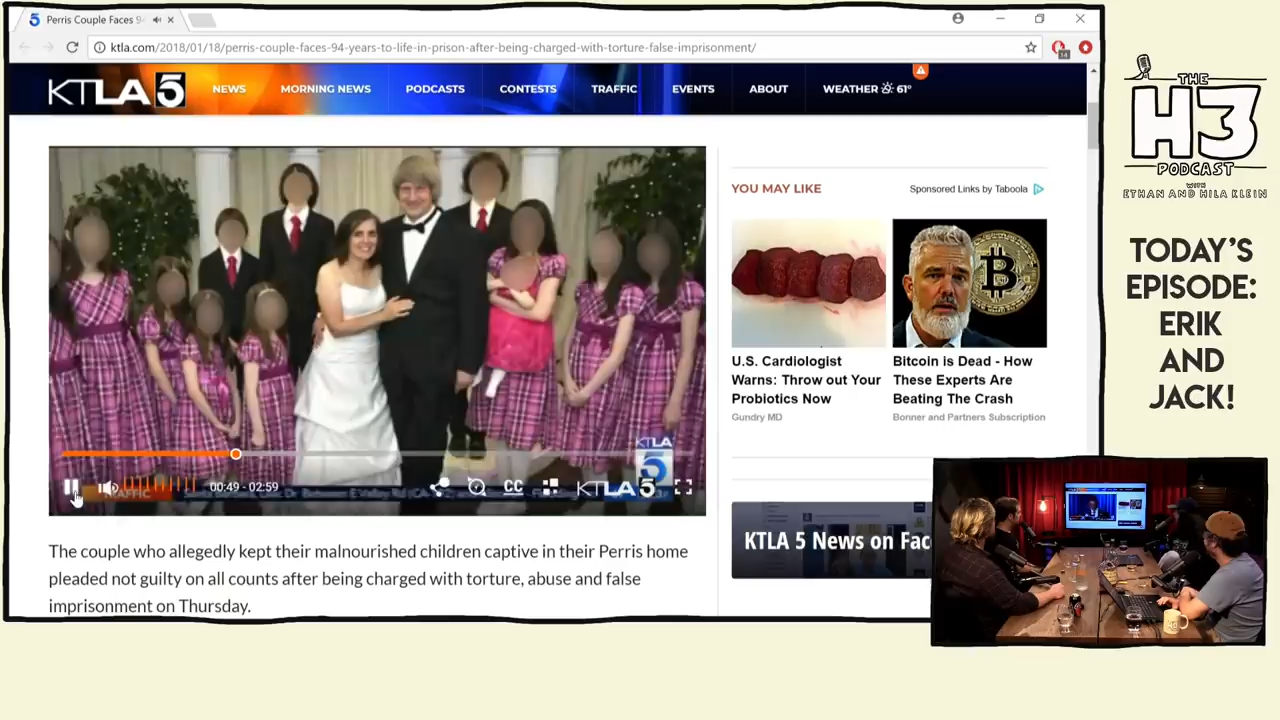 Perris Couple Faces 9
ktla.com/2018/01/18/perris-couple-faces-94-years-to-life-in-prison-after-being-charged-with-torture-false-imprisonment/
KTLA 5
NEWS
MORNING NEWS
PODCASTS
CONTESTS
TRAFFIC
EVENTS
ABOUT
WEATHER 61°
YOU MAY LIKE
Sponsored Links by Taboola
U.S. Cardiologist
Warns: Throw out Your
Probiotics Now
Gundry MD
Bitcoin is Dead - How
These Experts Are
Beating The Crash
Bonner and Partners Subscription
KTLA
5
TRAFFIC
00:49 - 02:59
CC
KTLA 5
The couple who allegedly kept their malnourished children captive in their Perris home
pleaded not guilty on all counts after being charged with torture, abuse and false
imprisonment on Thursday.
KTLA 5 News on Fac
THE
H3
PODCAST
WITH
ETHAN AND HILA KLEIN
TODAY'S
EPISODE:
ERIK
AND
JACK!